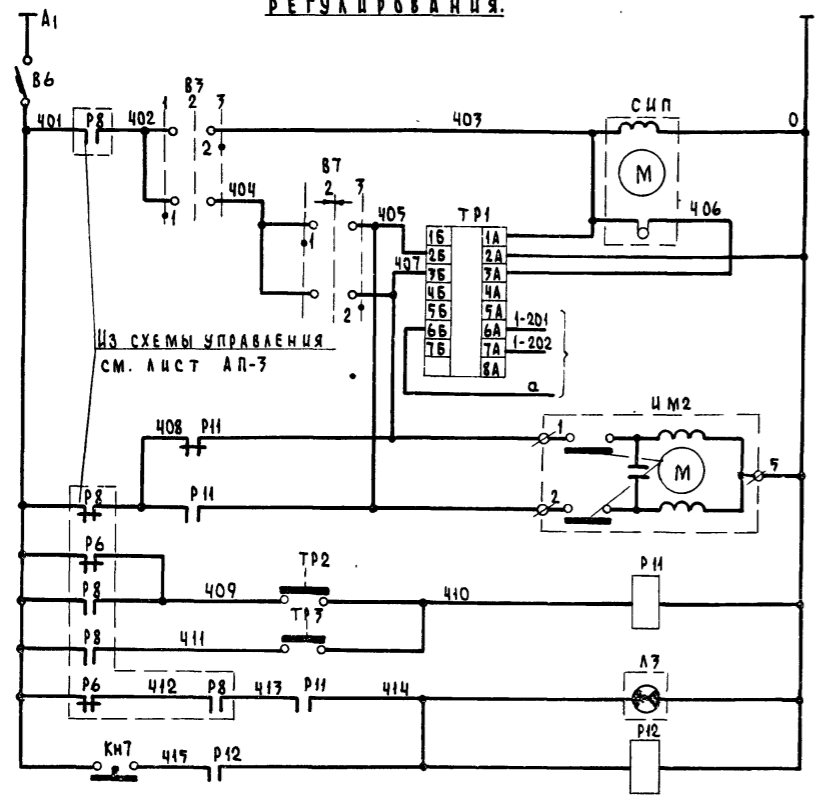 РЕГУЛИРОВАНИЯ.
А1
В6
В3
1 2 3
СИП
401 Р8 402
403
0
2
М
В7
2 3
404
1
405
ТР1
406
1
1Б 1А
2Б 2А
407 3Б 3А
4Б 4А
5Б 5А
6Б 6А 1-201
7Б 7А 1-202
8А
2
а
ИЗ СХЕМЫ УПРАВЛЕНИЯ
СМ. ЛИСТ АП-3
ИМ2
408 Р11
1
М
5
Р8
Р11
2
Р6
ТР2
Р8
409
410
Р11
ТР3
Р8
411
Л3
Р6 412 Р8 413 Р11 414
Р12
КН7 415 Р12